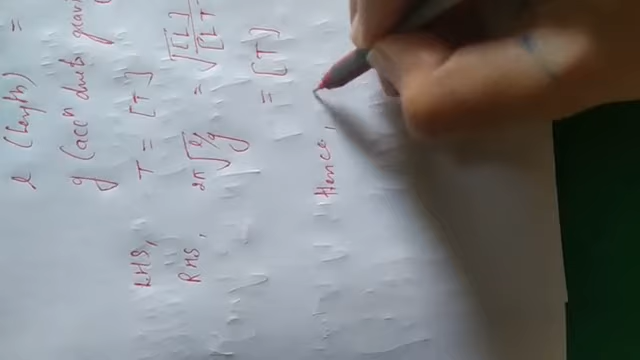 l (length) =
g (accⁿ due to gravi
LHS, T = [T]
RHS, 2π√l/g = √[L]/[LT
= [T]
Hence,